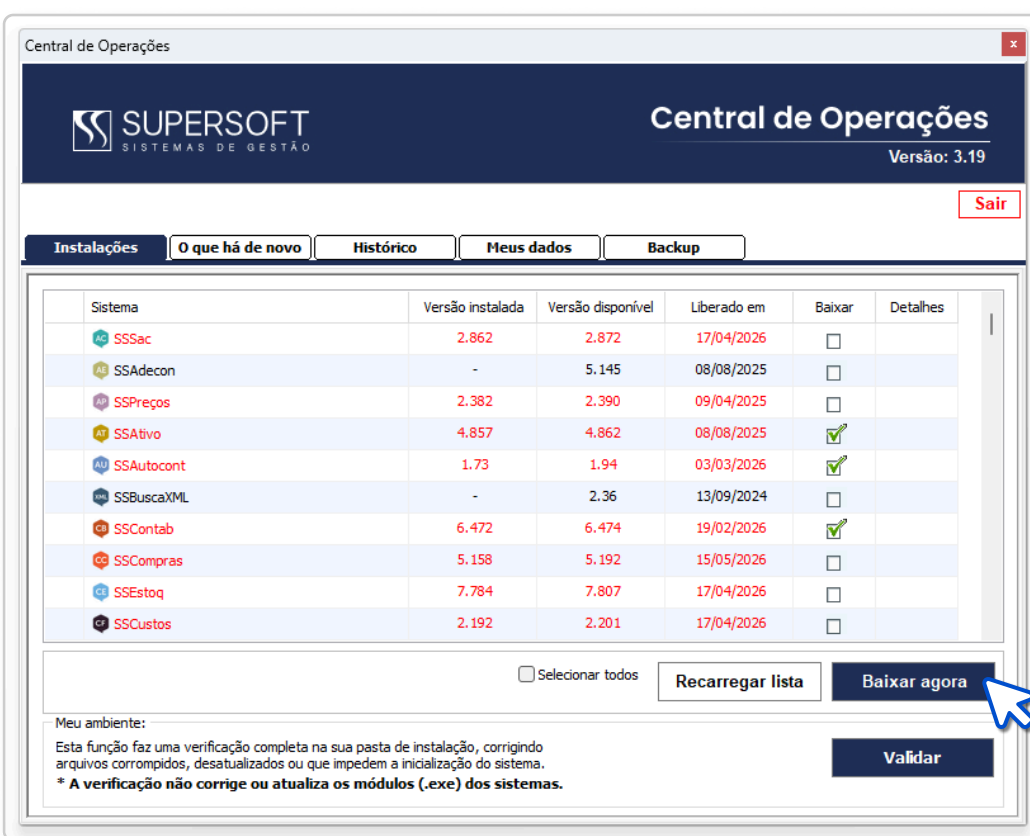 Central de Operações
x
SUPERSOFT
SISTEMAS DE GESTÃO
Central de Operações
Versão: 3.19
Sair
Instalações O que há de novo Histórico Meus dados Backup
Sistema Versão instalada Versão disponível Liberado em Baixar Detalhes
AC SSSac 2.862 2.872 17/04/2026
AE SSAdecon - 5.145 08/08/2025
AP SSPreços 2.382 2.390 09/04/2025
AT SSAtivo 4.857 4.862 08/08/2025
AU SSAutocont 1.73 1.94 03/03/2026
XML SSBuscaXML - 2.36 13/09/2024
CB SSContab 6.472 6.474 19/02/2026
CC SSCompras 5.158 5.192 15/05/2026
CE SSEstoq 7.784 7.807 17/04/2026
CF SSCustos 2.192 2.201 17/04/2026
Selecionar todos Recarregar lista Baixar agora
Meu ambiente:
Esta função faz uma verificação completa na sua pasta de instalação, corrigindo
arquivos corrompidos, desatualizados ou que impedem a inicialização do sistema.
* A verificação não corrige ou atualiza os módulos (.exe) dos sistemas.
Validar